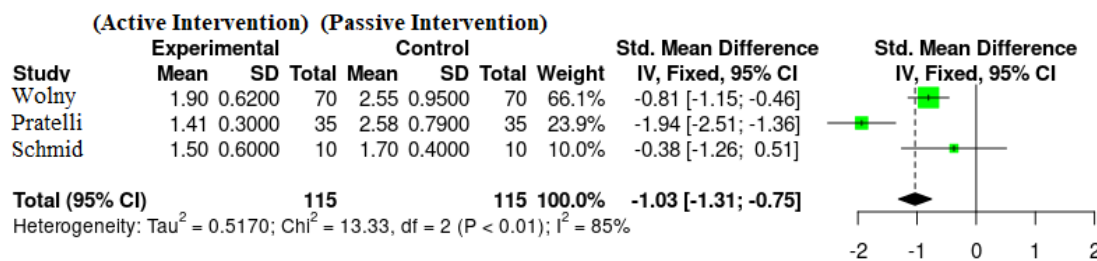 (Active Intervention) (Passive Intervention)
Experimental Control Std. Mean Difference Std. Mean Difference
Study Mean SD Total Mean SD Total Weight IV, Fixed, 95% CI IV, Fixed, 95% CI
Wolny 1.90 0.6200 70 2.55 0.9500 70 66.1% -0.81 [-1.15; -0.46]
Pratelli 1.41 0.3000 35 2.58 0.7900 35 23.9% -1.94 [-2.51; -1.36]
Schmid 1.50 0.6000 10 1.70 0.4000 10 10.0% -0.38 [-1.26; 0.51]
Total (95% CI) 115 115 100.0% -1.03 [-1.31; -0.75]
Heterogeneity: Tau² = 0.5170; Chi² = 13.33, df = 2 (P < 0.01); I² = 85%
-2 -1 0 1 2